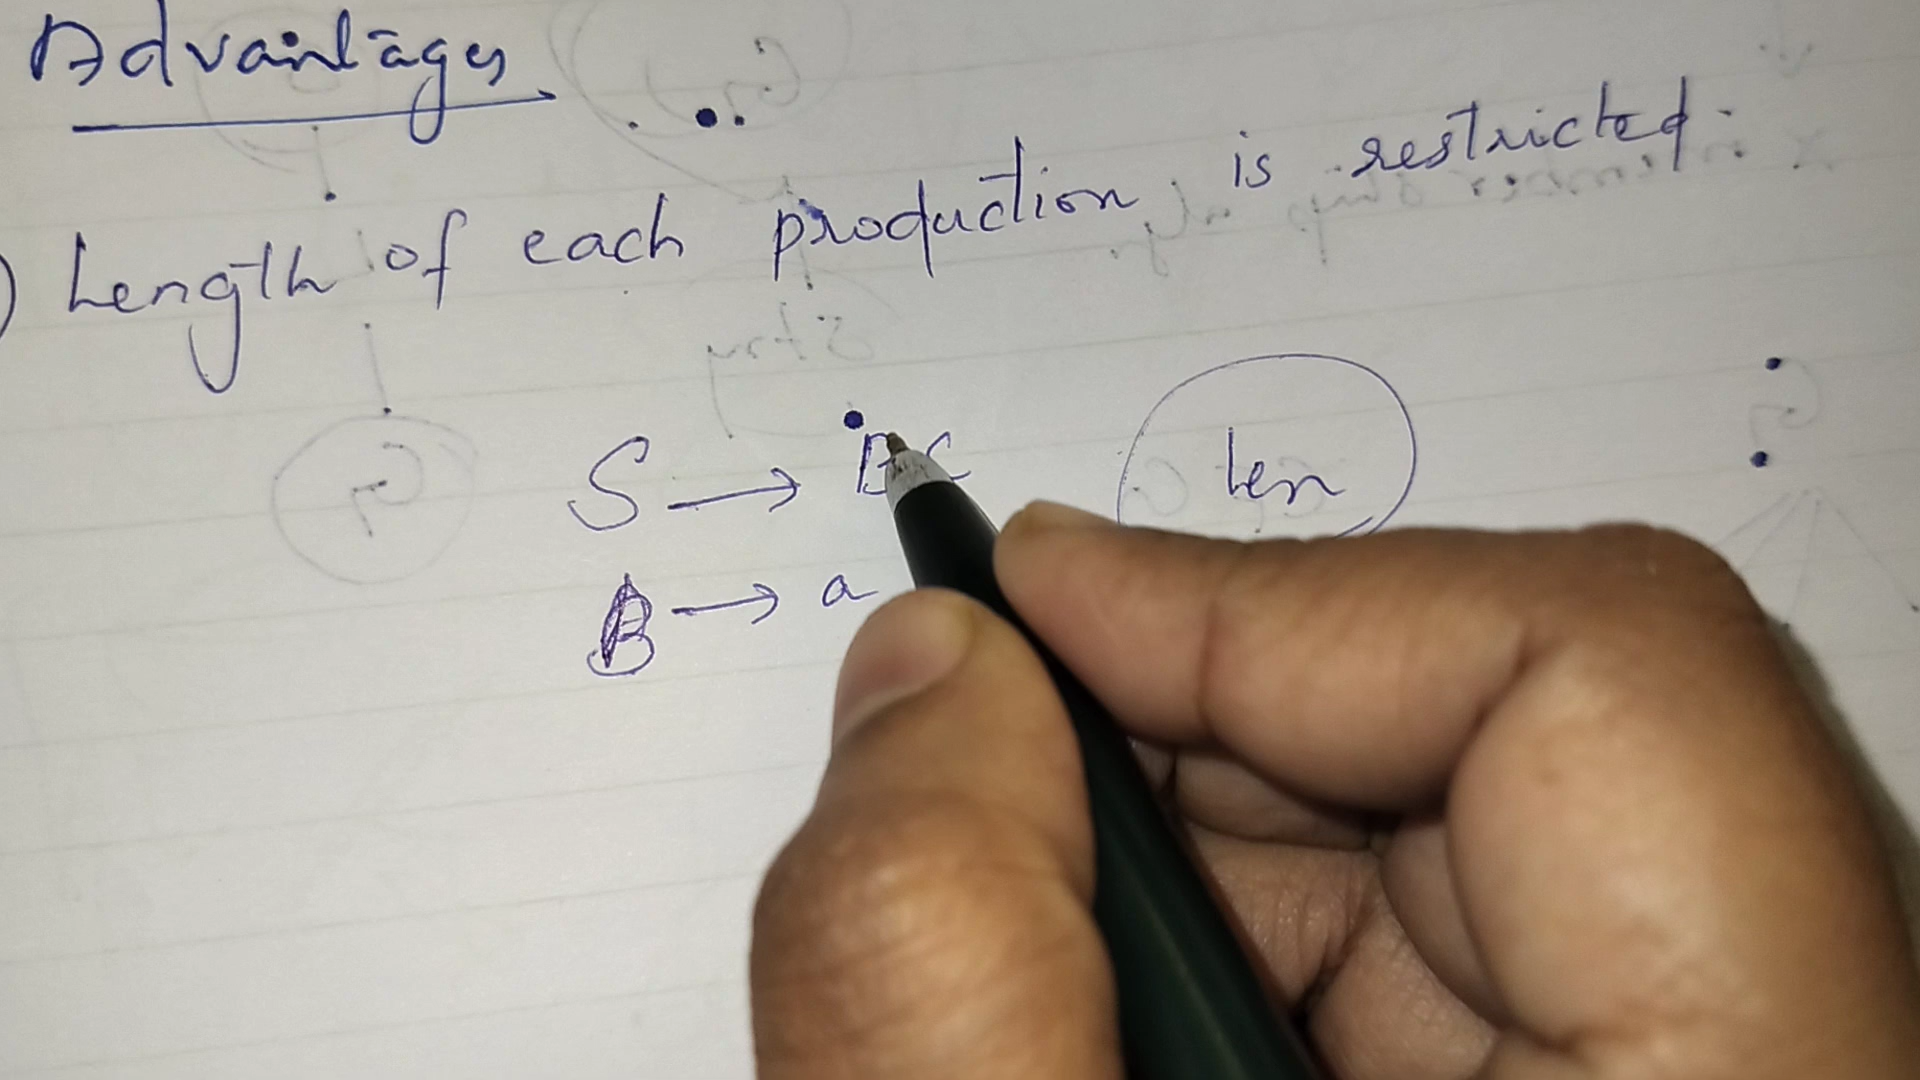 Advantages
) Length of each production is restricted.
S → BC
len
B → a